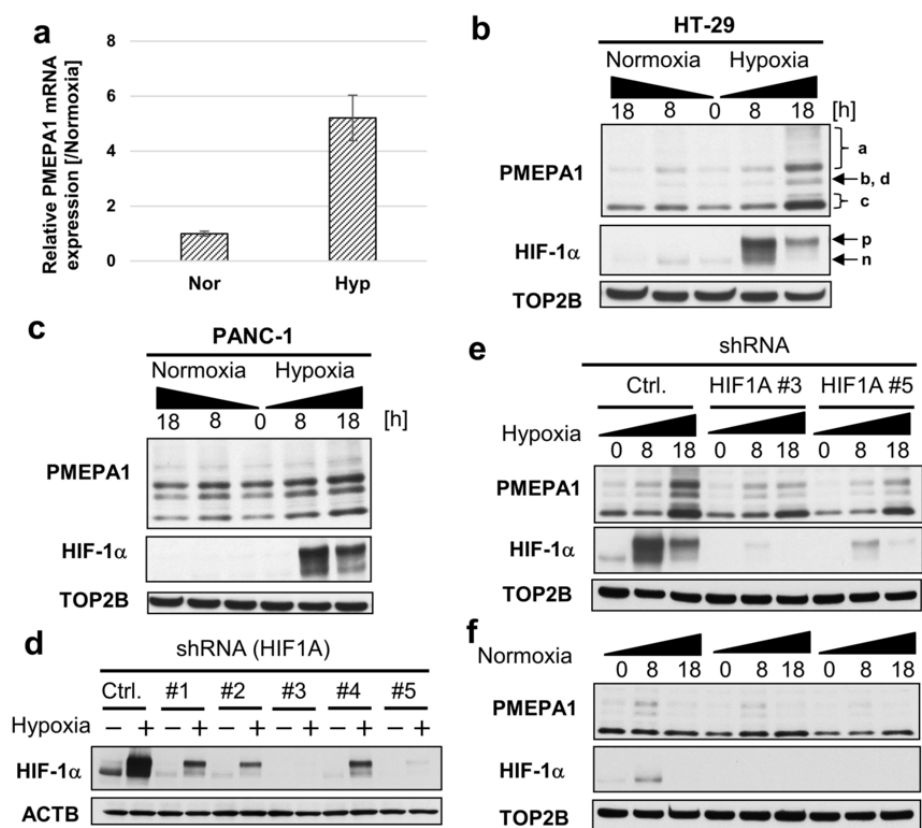 a
Relative PMEPA1 mRNA
expression [/Normoxia]
8
6
4
2
0
Nor Hyp
b
HT-29
Normoxia Hypoxia
18 8 0 8 18 [h]
PMEPA1
a
b, d
c
HIF-1α
p
n
TOP2B
c
PANC-1
Normoxia Hypoxia
18 8 0 8 18 [h]
PMEPA1
HIF-1α
TOP2B
d
shRNA (HIF1A)
Ctrl. #1 #2 #3 #4 #5
Hypoxia − + − + − + − + − + − +
HIF-1α
ACTB
e
shRNA
Ctrl. HIF1A #3 HIF1A #5
Hypoxia
0 8 18 0 8 18 0 8 18
PMEPA1
HIF-1α
TOP2B
f
Normoxia
0 8 18 0 8 18 0 8 18
PMEPA1
HIF-1α
TOP2B